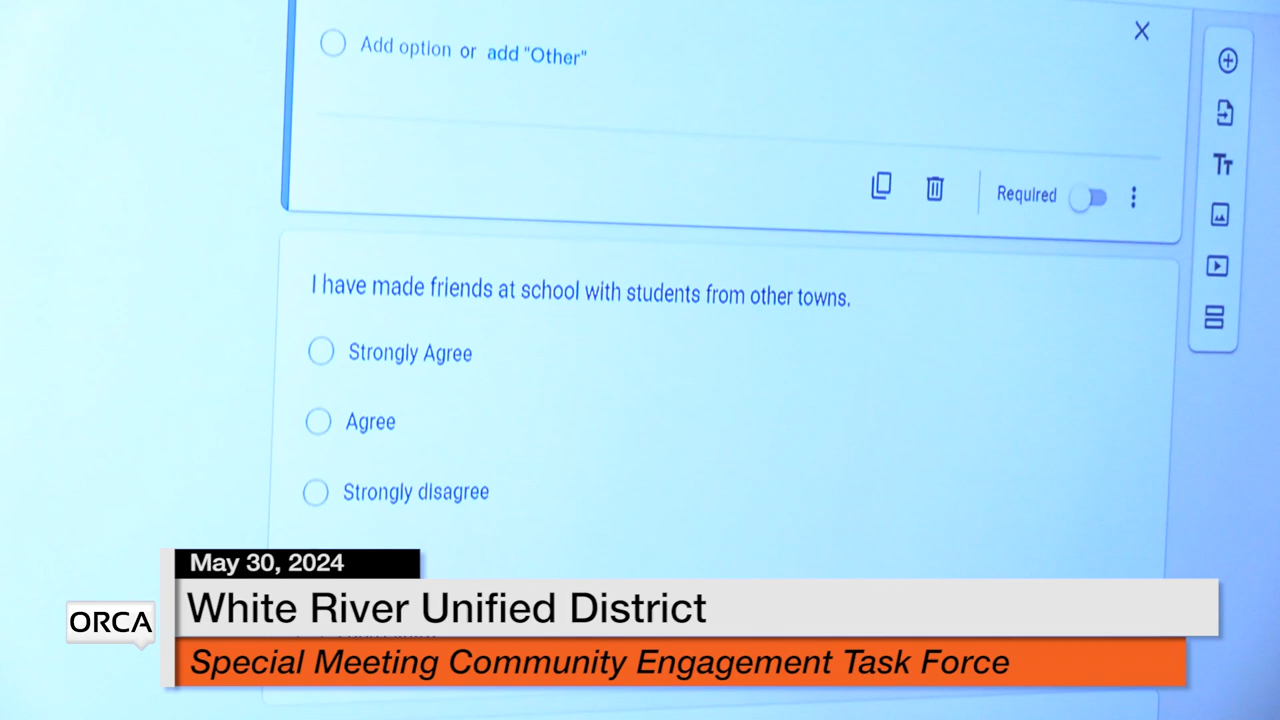 Add option or add "Other"
Required
I have made friends at school with students from other towns.
Strongly Agree
Agree
Strongly disagree
May 30, 2024
White River Unified District
ORCA
Special Meeting Community Engagement Task Force